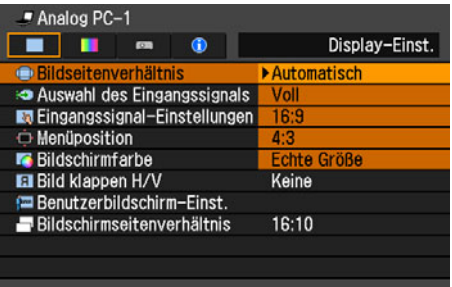 Analog PC-1
Display-Einst.
Bildseitenverhältnis Automatisch
Auswahl des Eingangssignals Voll
Eingangssignal-Einstellungen 16:9
Menüposition 4:3
Bildschirmfarbe Echte Größe
Bild klappen H/V Keine
Benutzerbildschirm-Einst.
Bildschirmseitenverhältnis 16:10